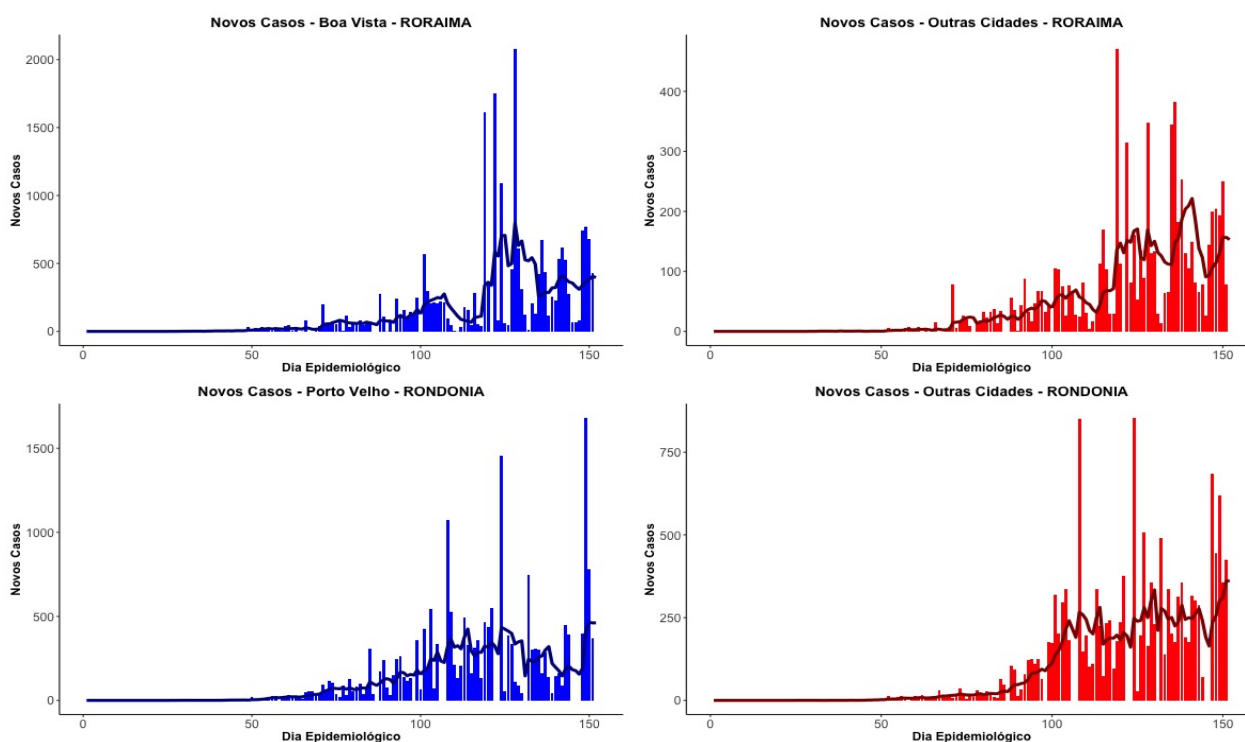 Novos Casos - Boa Vista - RORAIMA
Novos Casos
2000
1500
1000
500
0
0
50
100
150
Dia Epidemiológico
Novos Casos - Outras Cidades - RORAIMA
Novos Casos
400
300
200
100
0
0
50
100
150
Dia Epidemiológico
Novos Casos - Porto Velho - RONDONIA
Novos Casos
1500
1000
500
0
0
50
100
150
Dia Epidemiológico
Novos Casos - Outras Cidades - RONDONIA
Novos Casos
750
500
250
0
0
50
100
150
Dia Epidemiológico